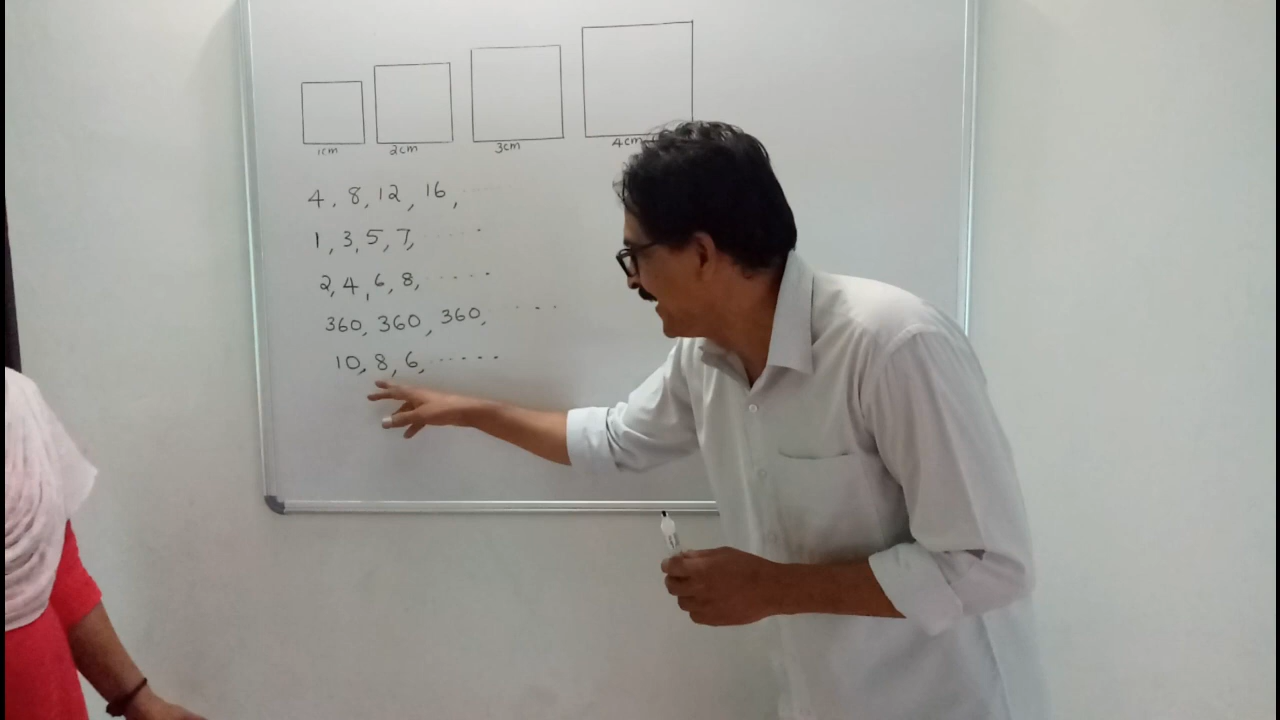 1cm 2cm 3cm 4cm
4, 8, 12, 16, ......
1, 3, 5, 7, .....
2, 4, 6, 8, ......
360, 360, 360, ....
10, 8, 6, .......